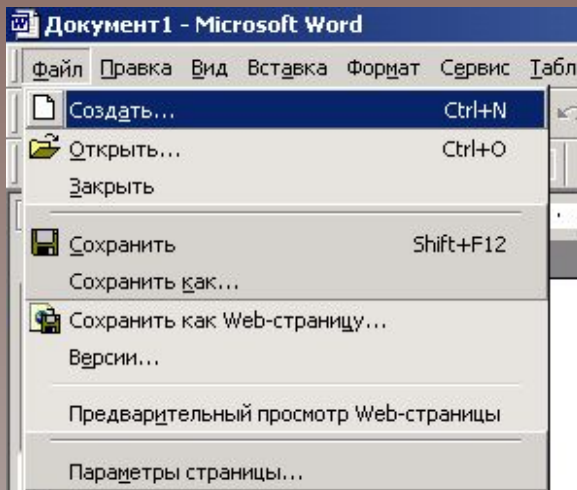 Документ1 - Microsoft Word
Файл Правка Вид Вставка Формат Сервис Табл
Создать... Ctrl+N
Открыть... Ctrl+O
Закрыть
Сохранить Shift+F12
Сохранить как...
Сохранить как Web-страницу...
Версии...
Предварительный просмотр Web-страницы
Параметры страницы...